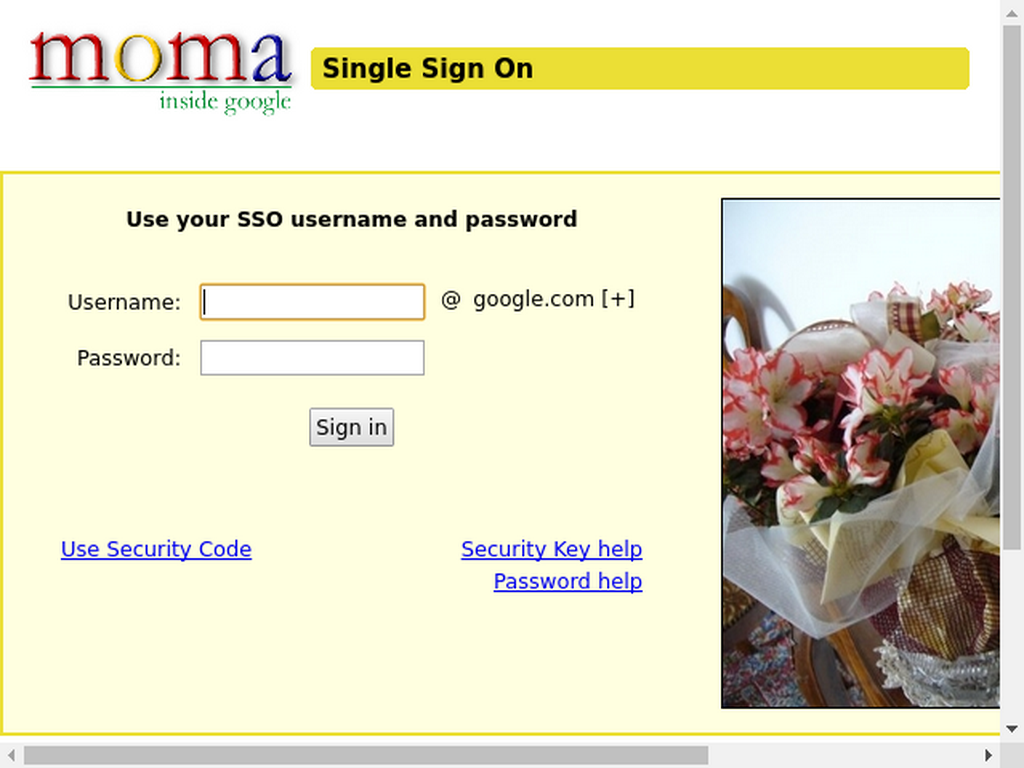 moma
inside google
Single Sign On
Use your SSO username and password
Username: @ google.com [+]
Password:
Sign in
Use Security Code Security Key help
Password help